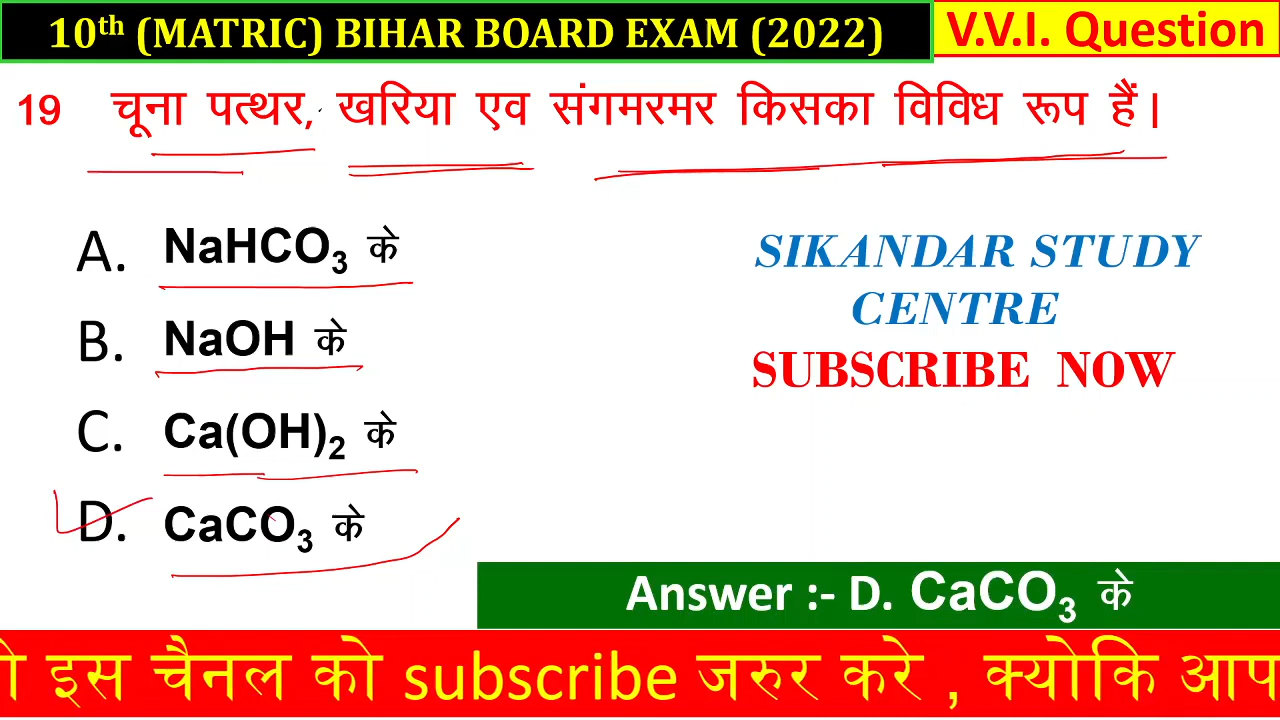 10th (MATRIC) BIHAR BOARD EXAM (2022)
V.V.I. Question
19 चूना पत्थर, खरिया एव संगमरमर किसका विविध रूप हैं।
A. NaHCO₃ के
B. NaOH के
C. Ca(OH)₂ के
D. CaCO₃ के
SIKANDAR STUDY
CENTRE
SUBSCRIBE NOW
Answer :- D. CaCO₃ के
इस चैनल को subscribe जरुर करे , क्योकि आप